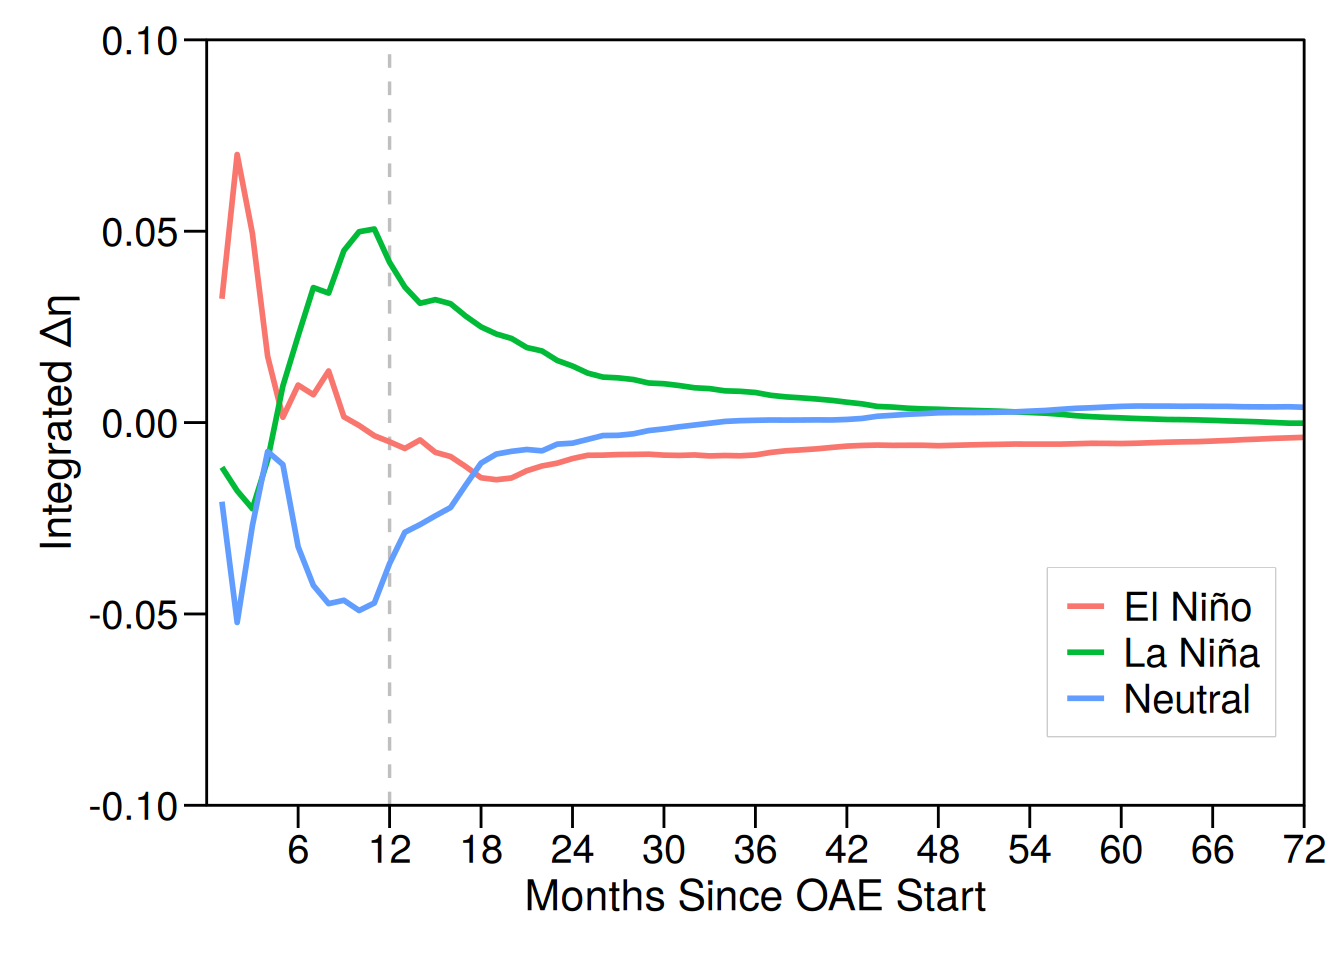 0.10
0.05
0.00
-0.05
-0.10
Integrated Δη
6 12 18 24 30 36 42 48 54 60 66 72
Months Since OAE Start
El Niño
La Niña
Neutral